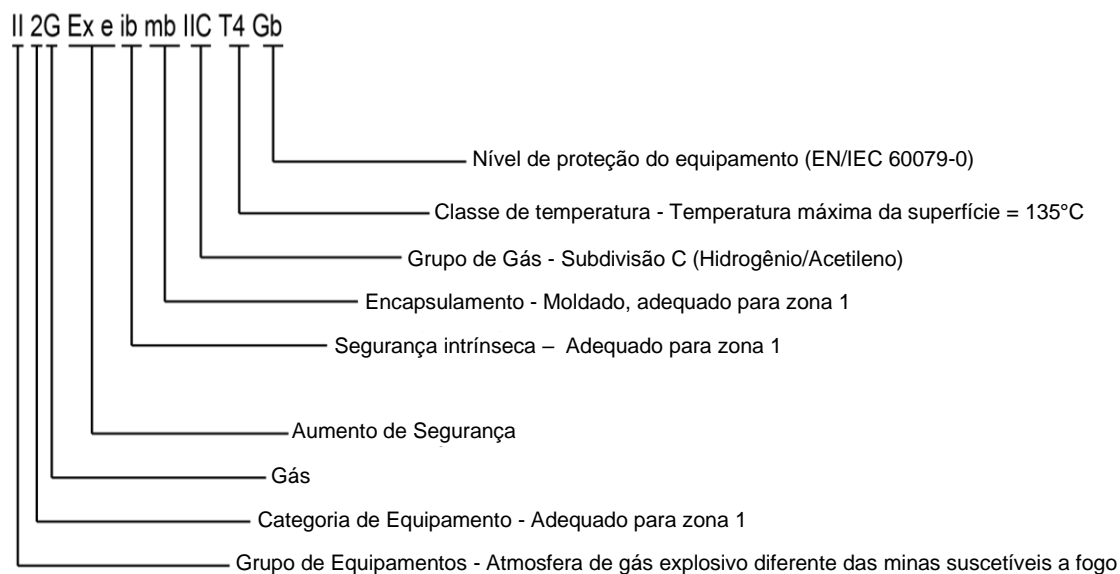 II 2G Ex e ib mb IIC T4 Gb
Nível de proteção do equipamento (EN/IEC 60079-0)
Classe de temperatura - Temperatura máxima da superfície = 135°C
Grupo de Gás - Subdivisão C (Hidrogênio/Acetileno)
Encapsulamento - Moldado, adequado para zona 1
Segurança intrínseca – Adequado para zona 1
Aumento de Segurança
Gás
Categoria de Equipamento - Adequado para zona 1
Grupo de Equipamentos - Atmosfera de gás explosivo diferente das minas suscetíveis a fogo